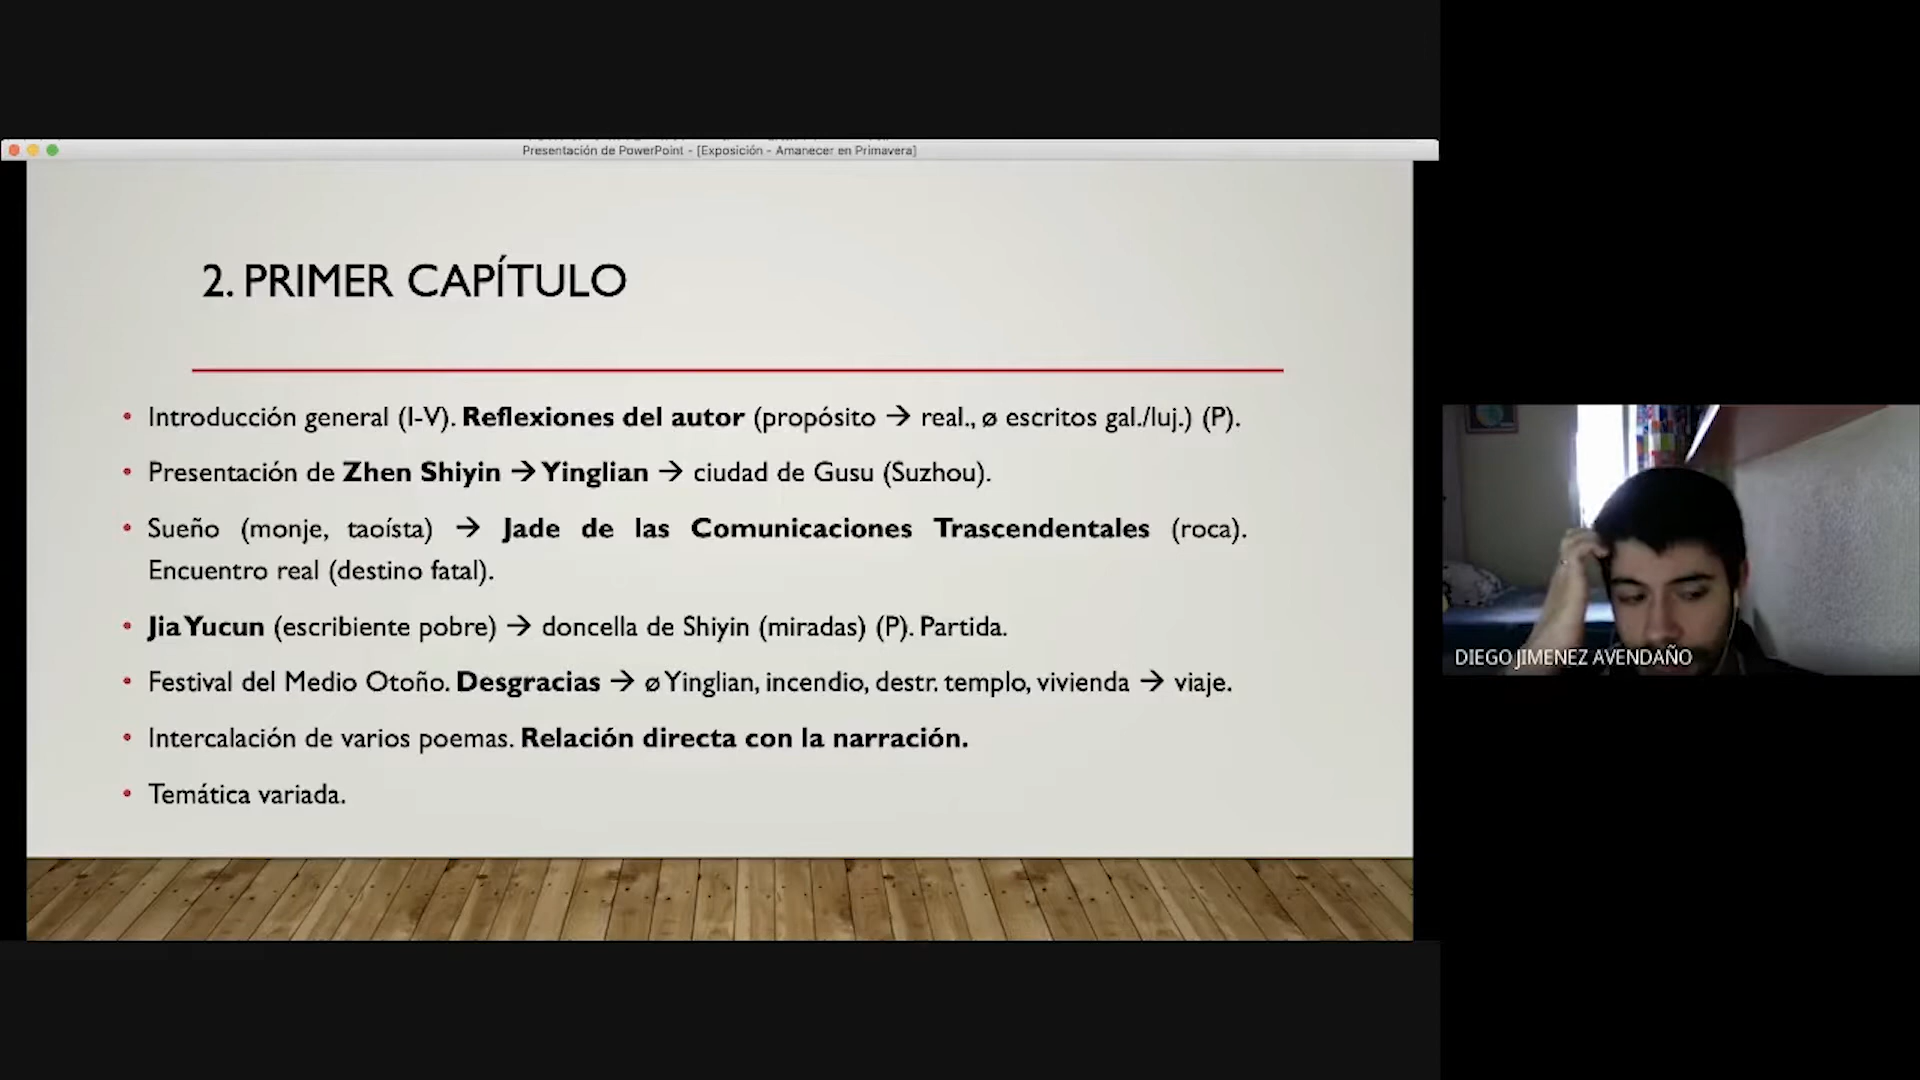 Presentación de PowerPoint - [Exposición - Amanecer en Primavera]
2. PRIMER CAPÍTULO
• Introducción general (I-V). Reflexiones del autor (propósito → real., ø escritos gal./luj.) (P).
• Presentación de Zhen Shiyin → Yinglian → ciudad de Gusu (Suzhou).
• Sueño (monje, taoísta) → Jade de las Comunicaciones Trascendentales (roca).
Encuentro real (destino fatal).
• Jia Yucun (escribiente pobre) → doncella de Shiyin (miradas) (P). Partida.
• Festival del Medio Otoño. Desgracias → ø Yinglian, incendio, destr. templo, vivienda → viaje.
• Intercalación de varios poemas. Relación directa con la narración.
• Temática variada.
DIEGO JIMENEZ AVENDAÑO